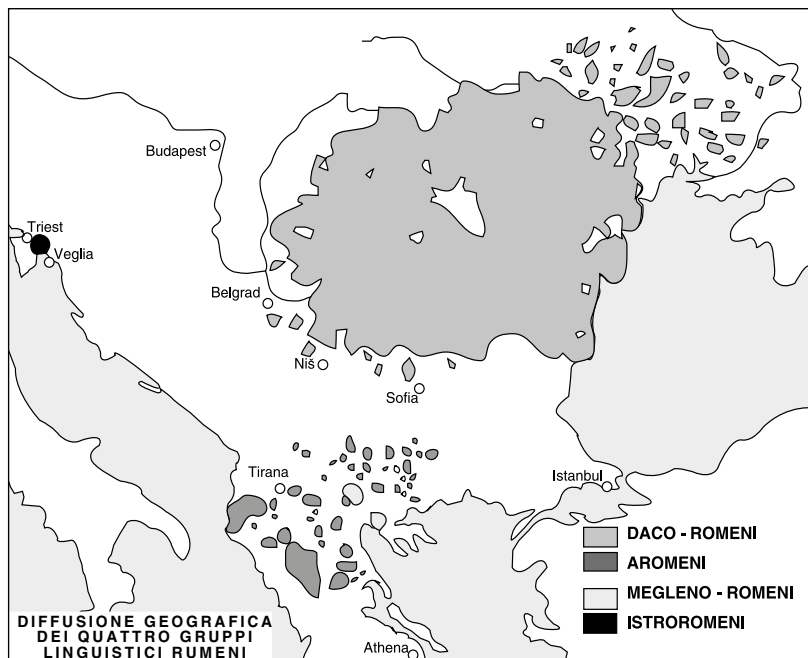 Budapest
Triest
Veglia
Belgrad
Niš
Sofia
Tirana
Istanbul
DACO - ROMENI
AROMENI
MEGLENO - ROMENI
ISTROROMENI
DIFFUSIONE GEOGRAFICA
DEI QUATTRO GRUPPI
LINGUISTICI RUMENI
Athena